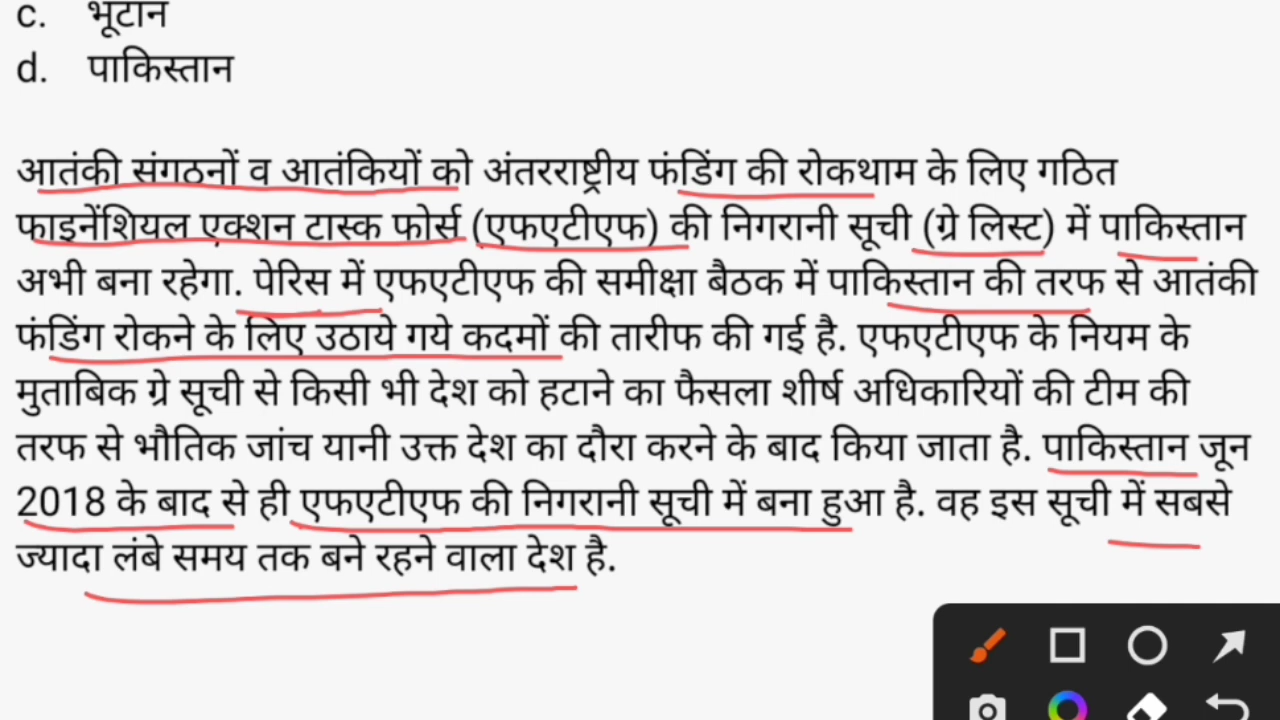 c. भूटान
d. पाकिस्तान
आतंकी संगठनों व आतंकियों को अंतरराष्ट्रीय फंडिंग की रोकथाम के लिए गठित
फाइनेंशियल एक्शन टास्क फोर्स (एफएटीएफ) की निगरानी सूची (ग्रे लिस्ट) में पाकिस्तान
अभी बना रहेगा. पेरिस में एफएटीएफ की समीक्षा बैठक में पाकिस्तान की तरफ से आतंकी
फंडिंग रोकने के लिए उठाये गये कदमों की तारीफ की गई है. एफएटीएफ के नियम के
मुताबिक ग्रे सूची से किसी भी देश को हटाने का फैसला शीर्ष अधिकारियों की टीम की
तरफ से भौतिक जांच यानी उक्त देश का दौरा करने के बाद किया जाता है. पाकिस्तान जून
2018 के बाद से ही एफएटीएफ की निगरानी सूची में बना हुआ है. वह इस सूची में सबसे
ज्यादा लंबे समय तक बने रहने वाला देश है.